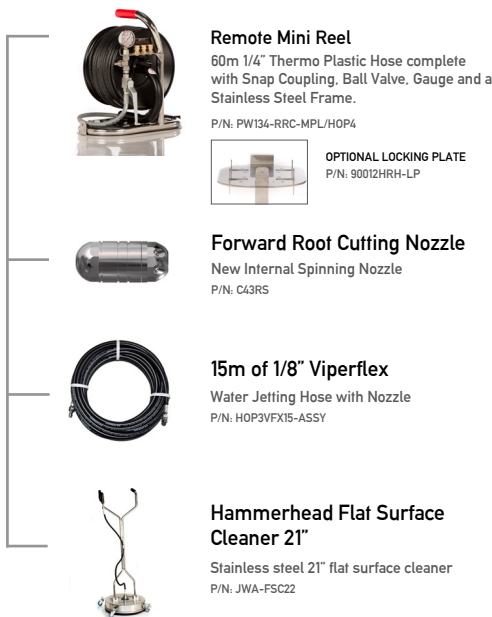 Remote Mini Reel
60m 1/4” Thermo Plastic Hose complete
with Snap Coupling, Ball Valve, Gauge and a
Stainless Steel Frame.
P/N: PW134-RRC-MPL/HOP4
OPTIONAL LOCKING PLATE
P/N: 90012HRH-LP
Forward Root Cutting Nozzle
New Internal Spinning Nozzle
P/N: C43RS
15m of 1/8” Viperflex
Water Jetting Hose with Nozzle
P/N: HOP3VFX15-ASSY
Hammerhead Flat Surface
Cleaner 21”
Stainless steel 21” flat surface cleaner
P/N: JWA-FSC22